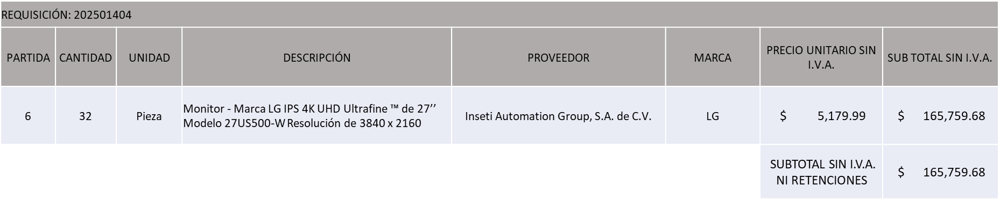 REQUISICIÓN: 202501404
PARTIDA CANTIDAD UNIDAD DESCRIPCIÓN PROVEEDOR MARCA PRECIO UNITARIO SIN I.V.A. SUB TOTAL SIN I.V.A.
6 32 Pieza
Monitor - Marca LG IPS 4K UHD Ultrafine ™ de 27’’
Modelo 27US500-W Resolución de 3840 x 2160
Inseti Automation Group, S.A. de C.V. LG $ 5,179.99 $ 165,759.68
SUBTOTAL SIN I.V.A.
NI RETENCIONES
$ 165,759.68